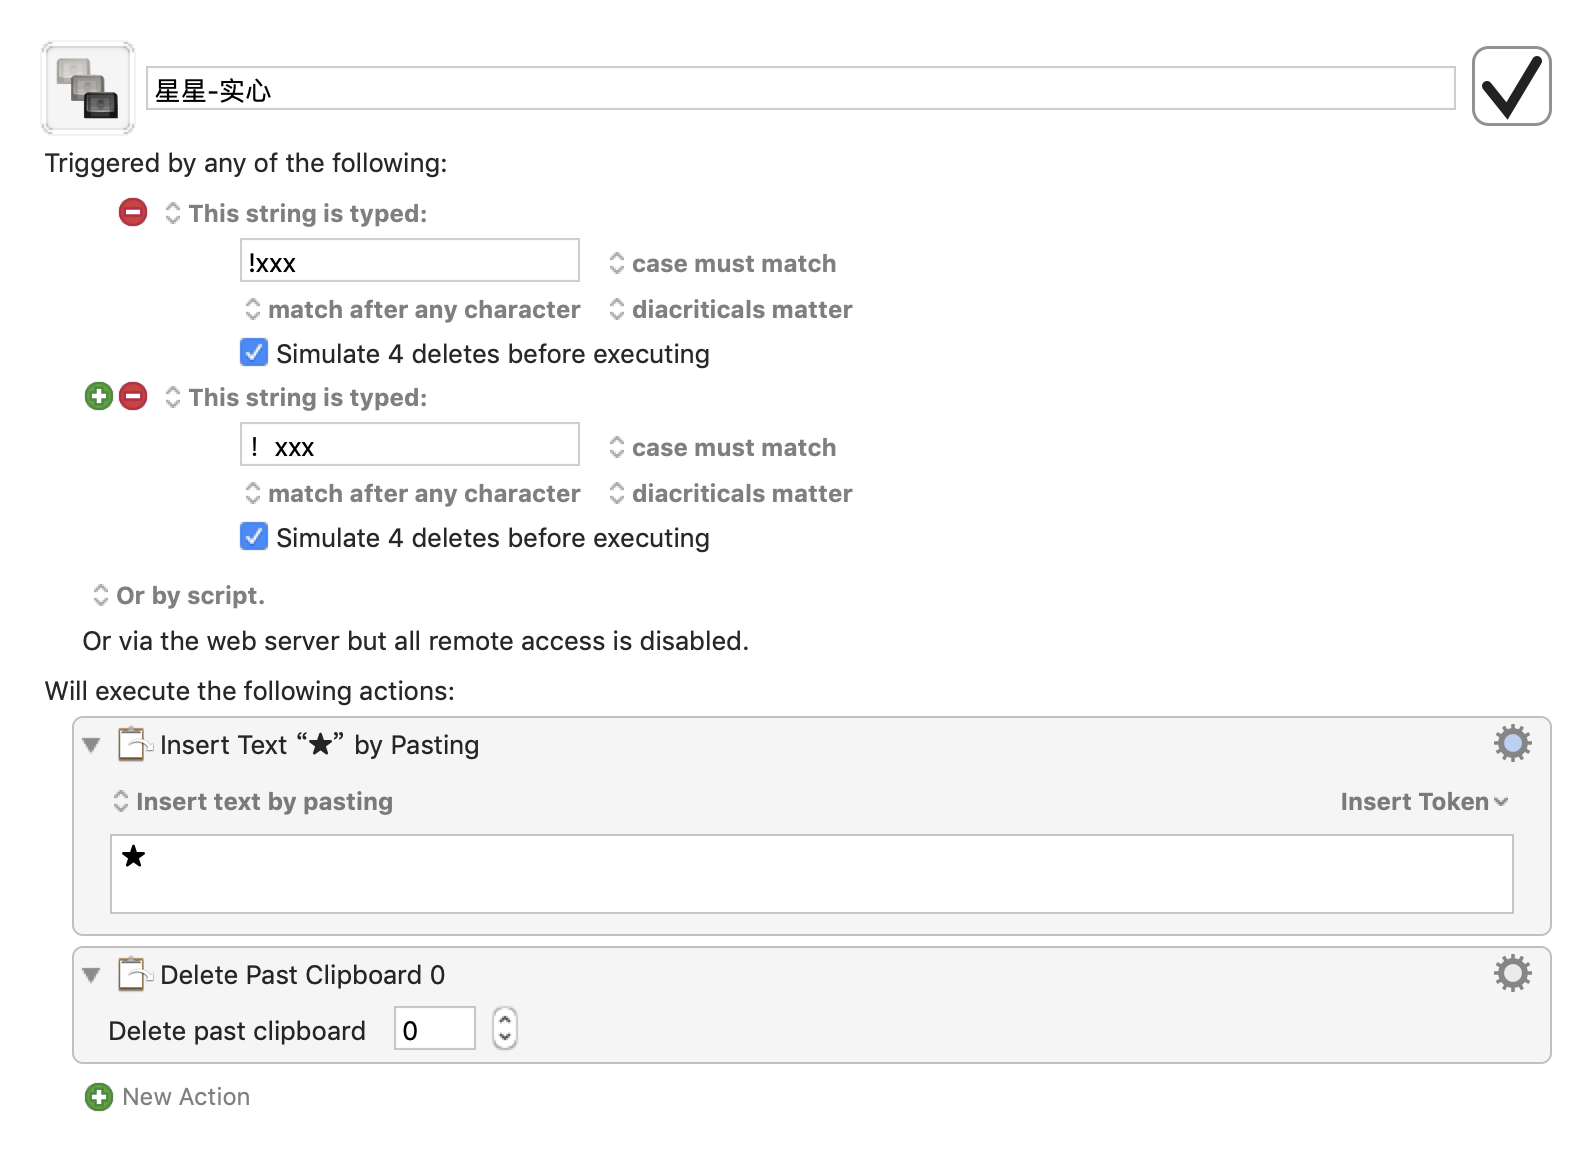 星星-实心
Triggered by any of the following:
This string is typed:
!xxx
case must match
match after any character
diacriticals matter
Simulate 4 deletes before executing
This string is typed:
！xxx
case must match
match after any character
diacriticals matter
Simulate 4 deletes before executing
Or by script.
Or via the web server but all remote access is disabled.
Will execute the following actions:
Insert Text “★” by Pasting
Insert text by pasting
Insert Token
★
Delete Past Clipboard 0
Delete past clipboard
0
New Action